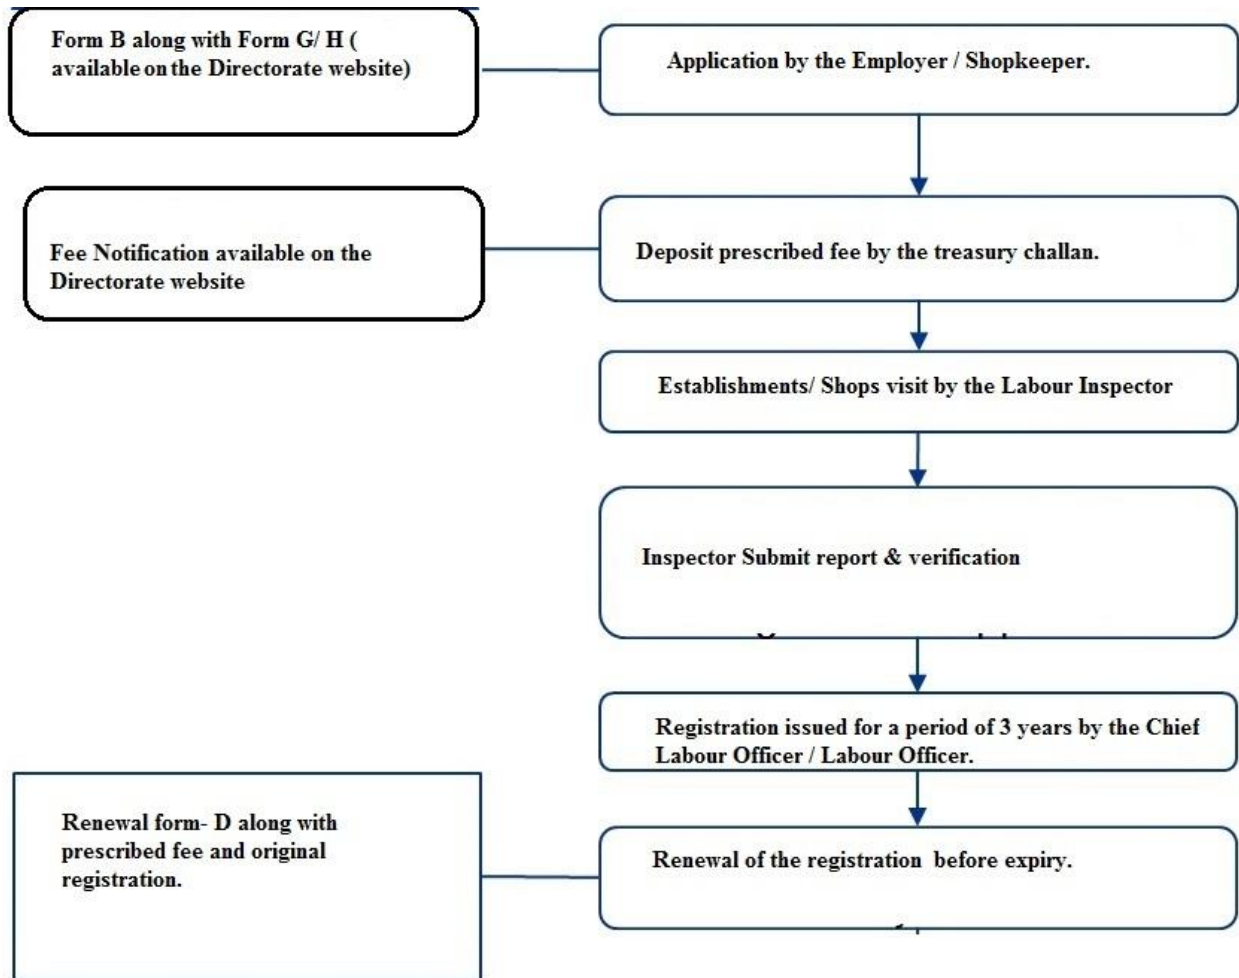 Form B along with Form G/ H (
available on the Directorate website)
Application by the Employer / Shopkeeper.
Fee Notification available on the
Directorate website
Deposit prescribed fee by the treasury challan.
Establishments/ Shops visit by the Labour Inspector
Inspector Submit report & verification
Registration issued for a period of 3 years by the Chief
Labour Officer / Labour Officer.
Renewal form- D along with
prescribed fee and original
registration.
Renewal of the registration before expiry.